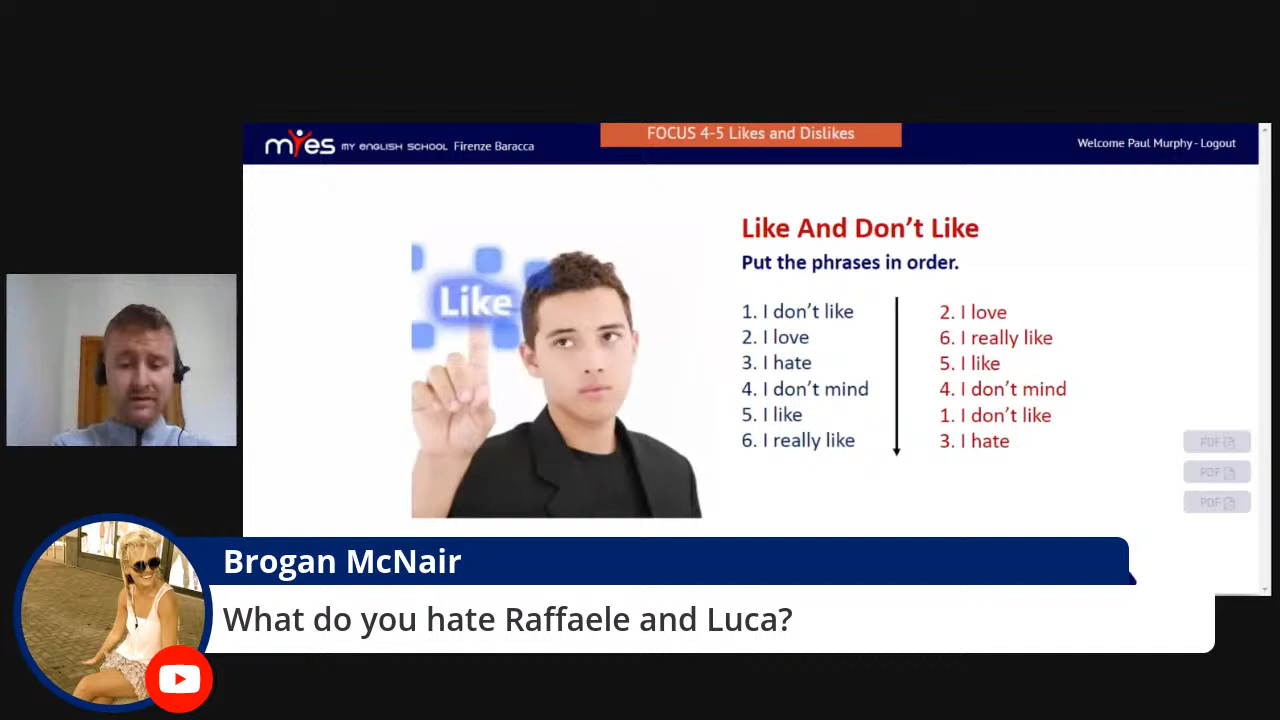 FOCUS 4-5 Likes and Dislikes
myes MY ENGLISH SCHOOL Firenze Baracca
Welcome Paul Murphy - Logout
Like And Don't Like
Put the phrases in order.
Like
1. I don't like
2. I love
3. I hate
4. I don't mind
5. I like
6. I really like
2. I love
6. I really like
5. I like
4. I don't mind
1. I don't like
3. I hate
PDF
PDF
PDF
Brogan McNair
What do you hate Raffaele and Luca?